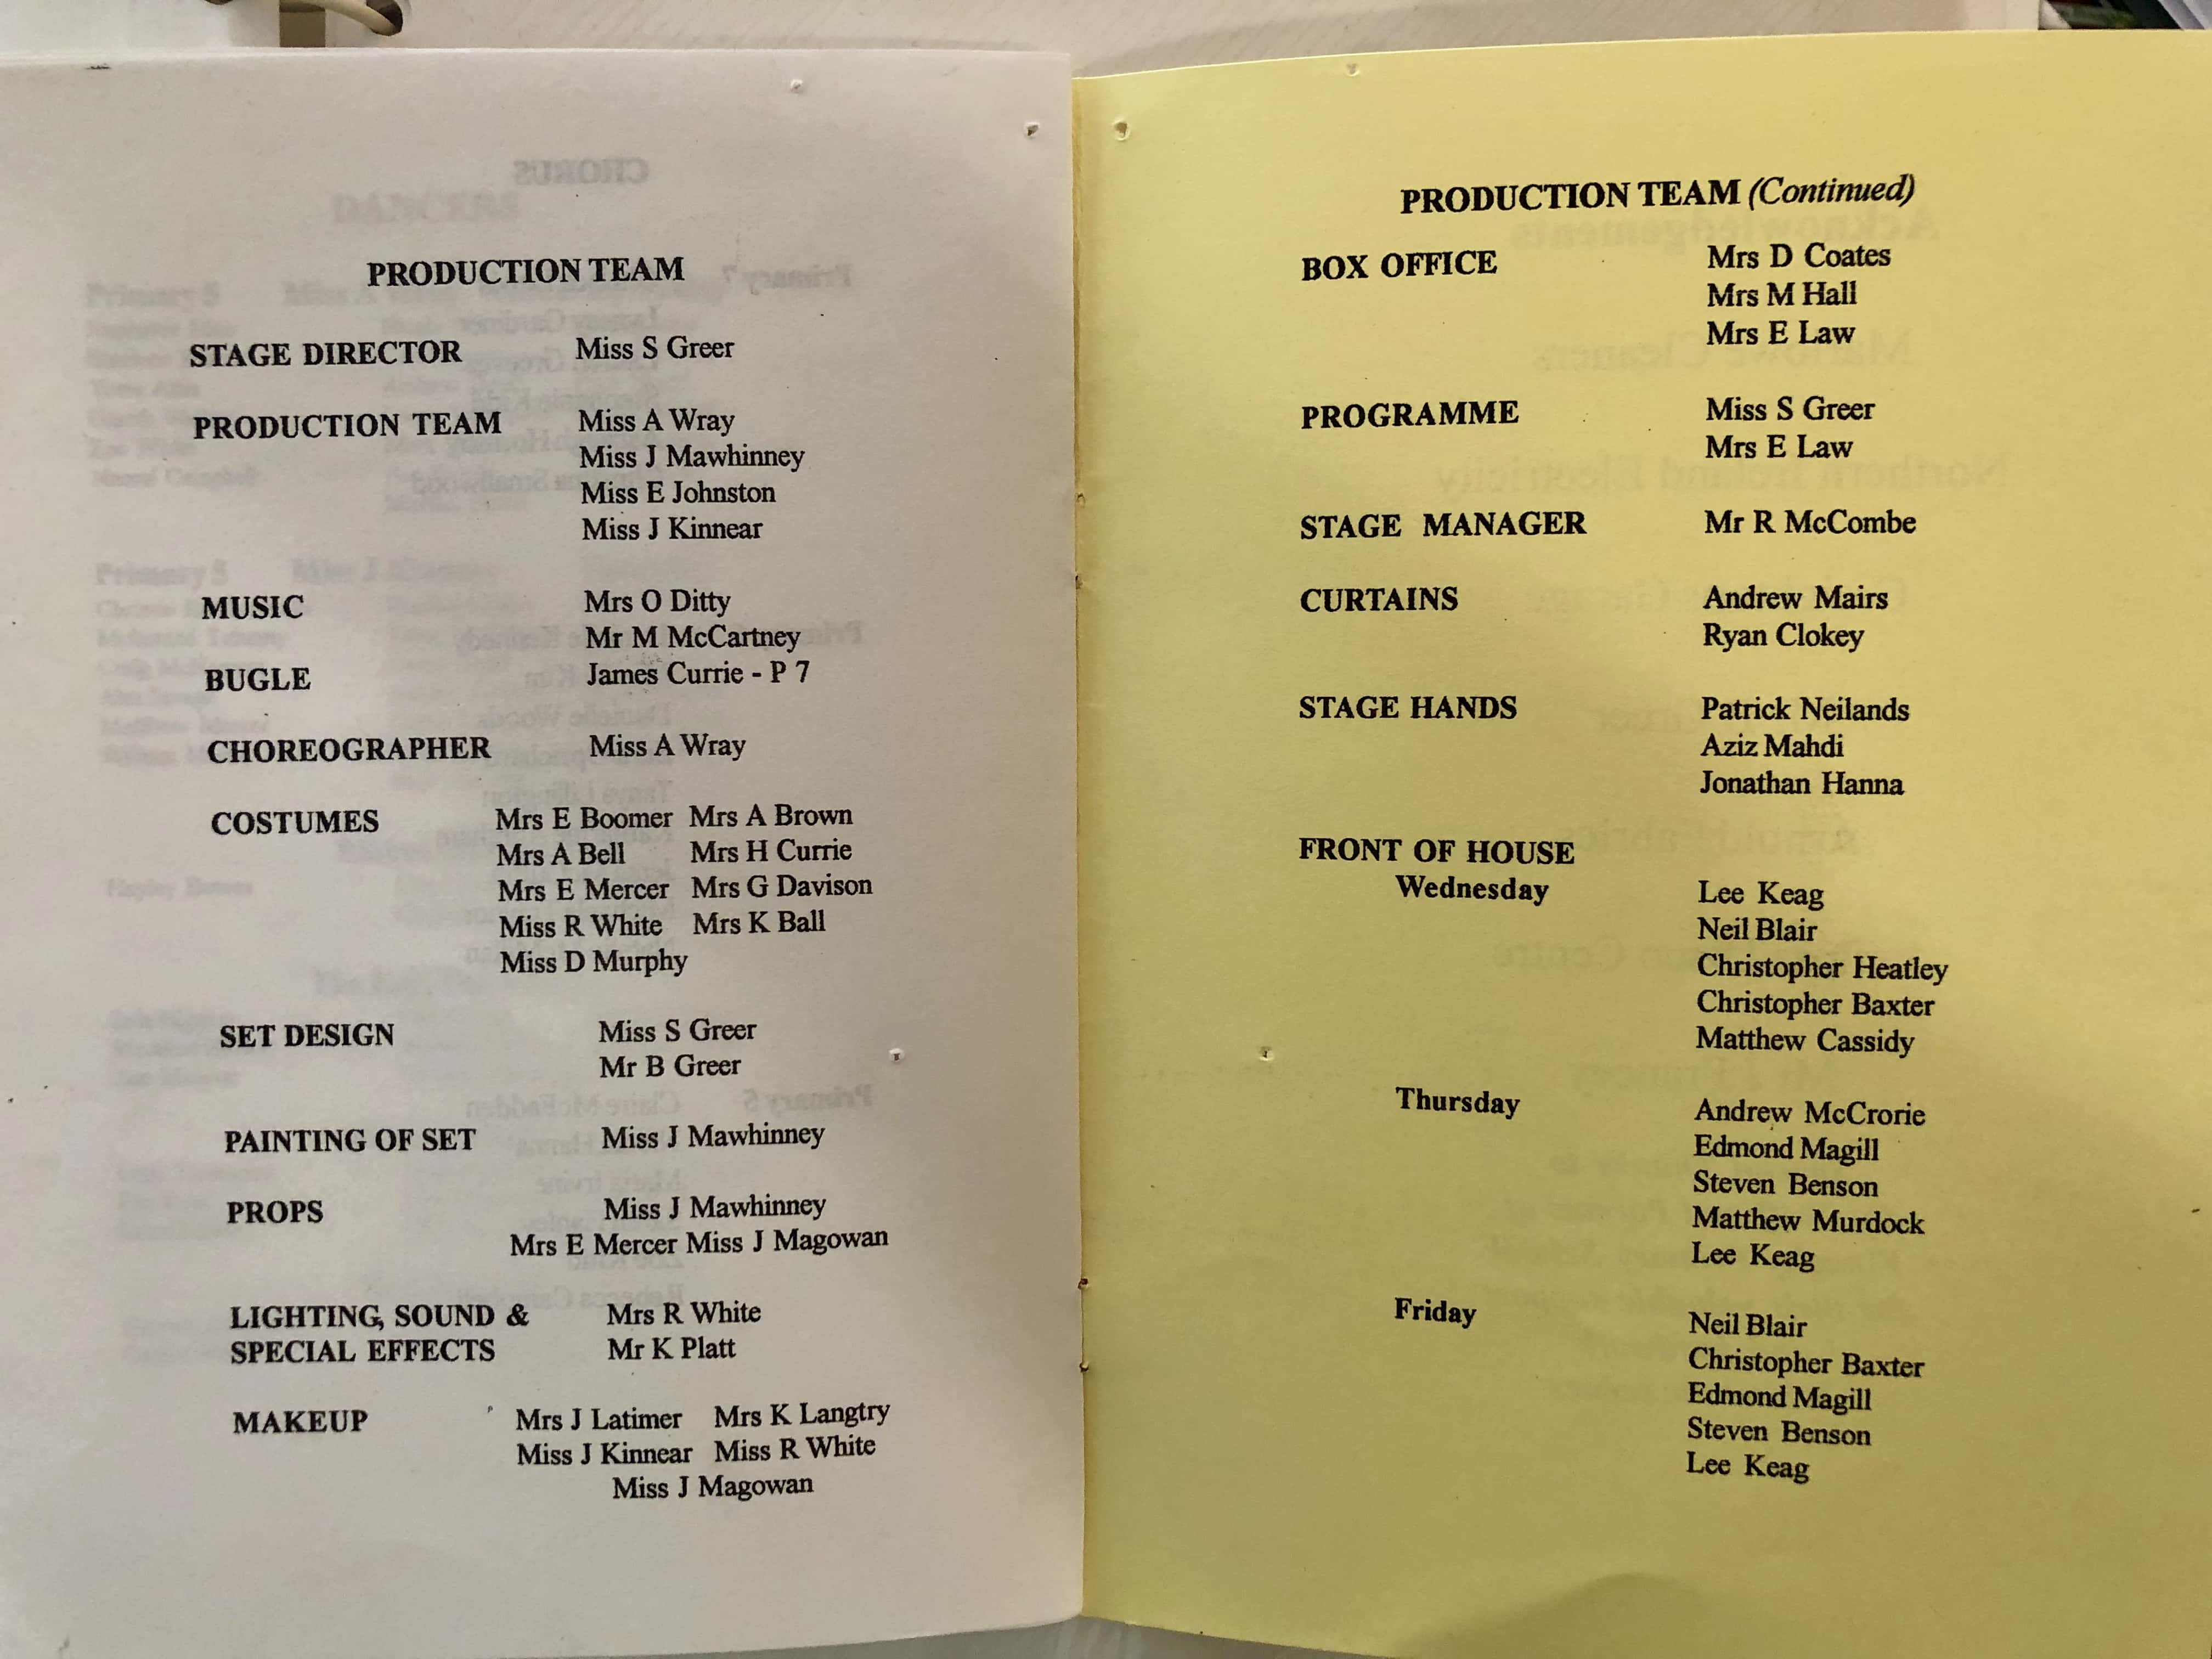 PRODUCTION TEAM
STAGE DIRECTOR Miss S Greer
PRODUCTION TEAM Miss A Wray
Miss J Mawhinney
Miss E Johnston
Miss J Kinnear
MUSIC Mrs O Ditty
Mr M McCartney
BUGLE James Currie - P 7
CHOREOGRAPHER Miss A Wray
COSTUMES Mrs E Boomer Mrs A Brown
Mrs A Bell Mrs H Currie
Mrs E Mercer Mrs G Davison
Miss R White Mrs K Ball
Miss D Murphy
SET DESIGN Miss S Greer
Mr B Greer
PAINTING OF SET Miss J Mawhinney
PROPS Miss J Mawhinney
Mrs E Mercer Miss J Magowan
LIGHTING, SOUND & Mrs R White
SPECIAL EFFECTS Mr K Platt
MAKEUP Mrs J Latimer Mrs K Langtry
Miss J Kinnear Miss R White
Miss J Magowan
PRODUCTION TEAM (Continued)
BOX OFFICE Mrs D Coates
Mrs M Hall
Mrs E Law
PROGRAMME Miss S Greer
Mrs E Law
STAGE MANAGER Mr R McCombe
CURTAINS Andrew Mairs
Ryan Clokey
STAGE HANDS Patrick Neilands
Aziz Mahdi
Jonathan Hanna
FRONT OF HOUSE
Wednesday Lee Keag
Neil Blair
Christopher Heatley
Christopher Baxter
Matthew Cassidy
Thursday Andrew McCrorie
Edmond Magill
Steven Benson
Matthew Murdock
Lee Keag
Friday Neil Blair
Christopher Baxter
Edmond Magill
Steven Benson
Lee Keag